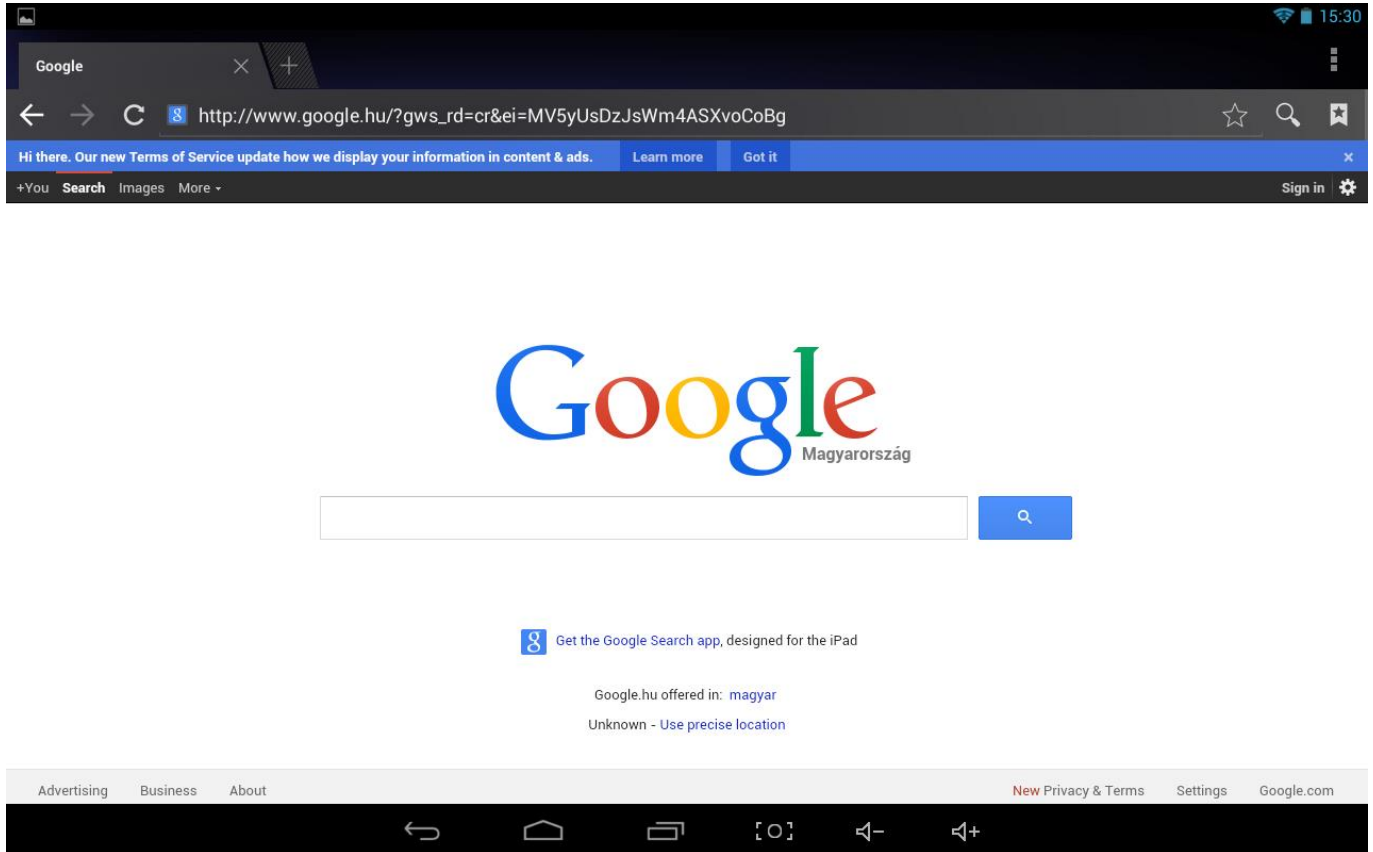 15:30
Google
http://www.google.hu/?gws_rd=cr&ei=MV5yUsDzJsWm4ASXvoCoBg
Hi there. Our new Terms of Service update how we display your information in content & ads. Learn more Got it
+You Search Images More Sign in
Google
Magyarország
Get the Google Search app, designed for the iPad
Google.hu offered in: magyar
Unknown - Use precise location
Advertising Business About New Privacy & Terms Settings Google.com